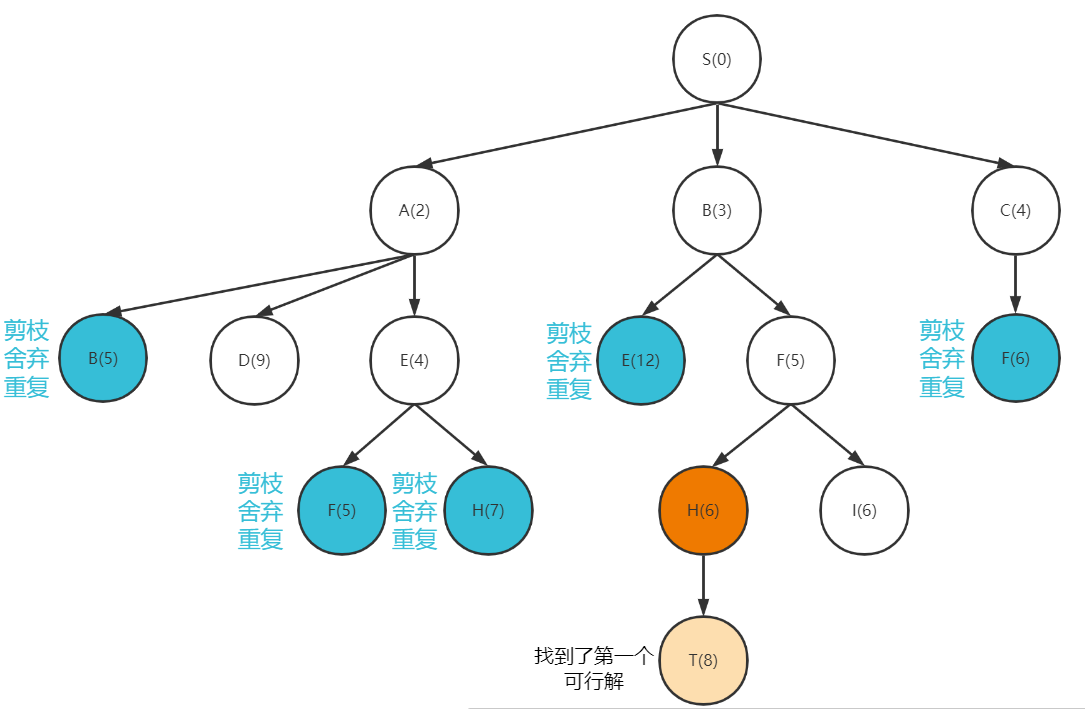 S(0)
A(2)
B(3)
C(4)
剪枝
舍弃
重复
B(5)
D(9)
E(4)
剪枝
舍弃
重复
E(12)
F(5)
剪枝
舍弃
重复
F(6)
剪枝
舍弃
重复
F(5)
剪枝
舍弃
重复
H(7)
H(6)
I(6)
找到了第一个
可行解
T(8)